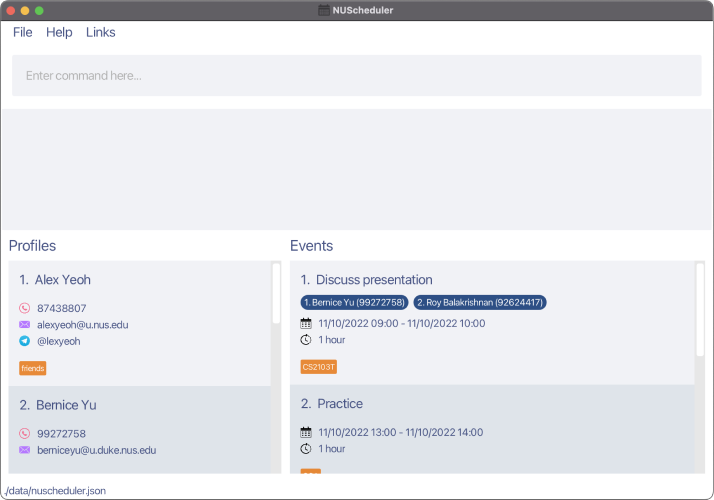 NUScheduler
File Help Links
Enter command here...
Profiles
1. Alex Yeoh
87438807
alexyeoh@u.nus.edu
@lexyeoh
friends
2. Bernice Yu
99272758
berniceyu@u.duke.nus.edu
Events
1. Discuss presentation
1. Bernice Yu (99272758) 2. Roy Balakrishnan (92624417)
11/10/2022 09:00 - 11/10/2022 10:00
1 hour
CS2103T
2. Practice
11/10/2022 13:00 - 11/10/2022 14:00
1 hour
./data/nuscheduler.json